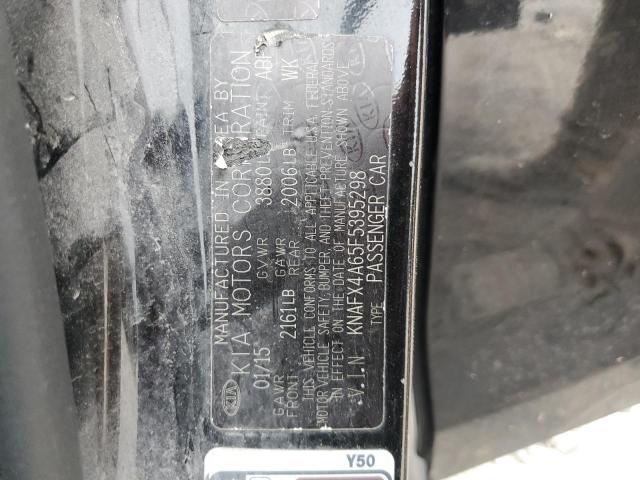 MANUFACTURED IN KOREA BY
KIA KIA MOTORS CORPORATION
01/15 GVWR 3880 PAINT
GAWR FRONT 2161LB GAWR REAR 2006LB TRIM WK
THIS VEHICLE CONFORMS TO ALL APPLICABLE U.S.A FEDERAL
MOTOR VEHICLE SAFETY, BUMPER, AND THEFT PREVENTION STANDARDS
IN EFFECT ON THE DATE OF MANUFACTURE SHOWN ABOVE.
V.I.N KNAFX4A65F5395298
TYPE : PASSENGER CAR
Y50